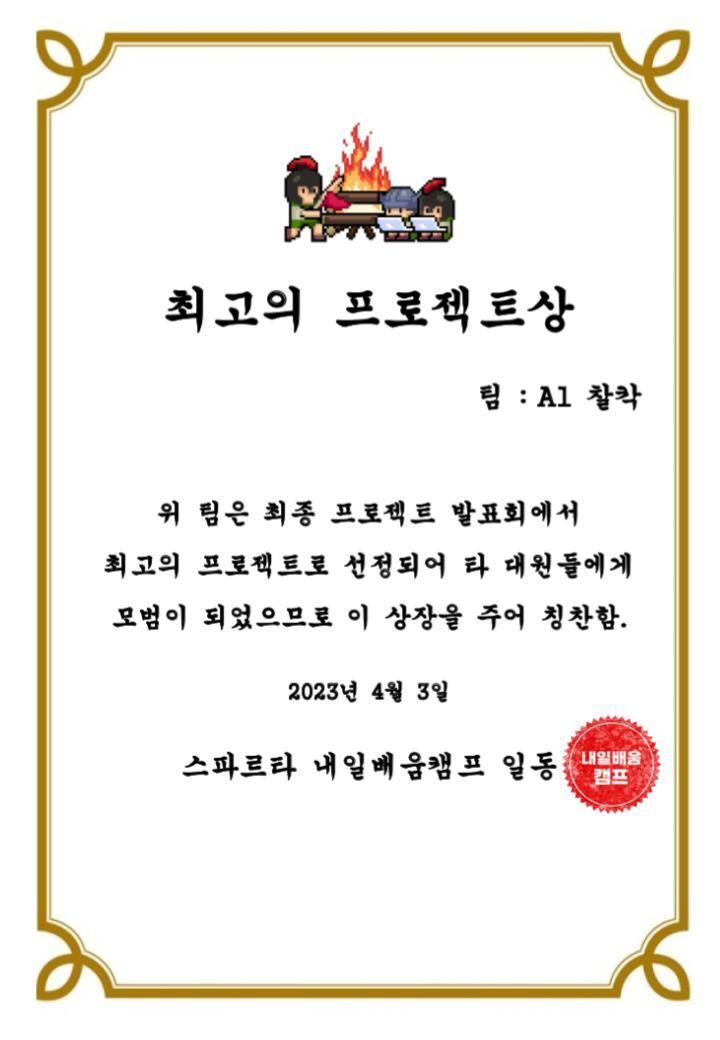 최고의 프로젝트상
팀 : A1 찰칵
위 팀은 최종 프로젝트 발표회에서
최고의 프로젝트로 선정되어 타 대원들에게
모범이 되었으므로 이 상장을 주어 칭찬함.
2023년 4월 3일
스파르타 내일배움캠프 일동
내일배움
캠프